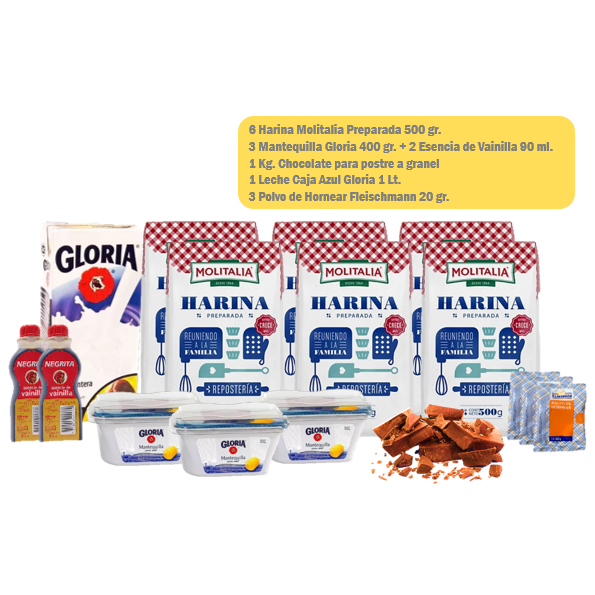 6 Harina Molitalia Preparada 500 gr.
3 Mantequilla Gloria 400 gr. + 2 Esencia de Vainilla 90 ml.
1 Kg. Chocolate para postre a granel
1 Leche Caja Azul Gloria 1 Lt.
3 Polvo de Hornear Fleischmann 20 gr.
GLORIA
MOLITALIA MOLITALIA MOLITALIA
HARINA HARINA HARINA
PREPARADA PREPARADA PREPARADA
CRECE CRECE CRECE
REUNIENDO REUNIENDO REUNIENDO
A LA A LA A LA
FAMILIA FAMILIA FAMILIA
REPOSTERÍA REPOSTERÍA REPOSTERÍA
500g
NEGRITA NEGRITA
vainilla vainilla
GLORIA GLORIA GLORIA
Mantequilla Mantequilla Mantequilla